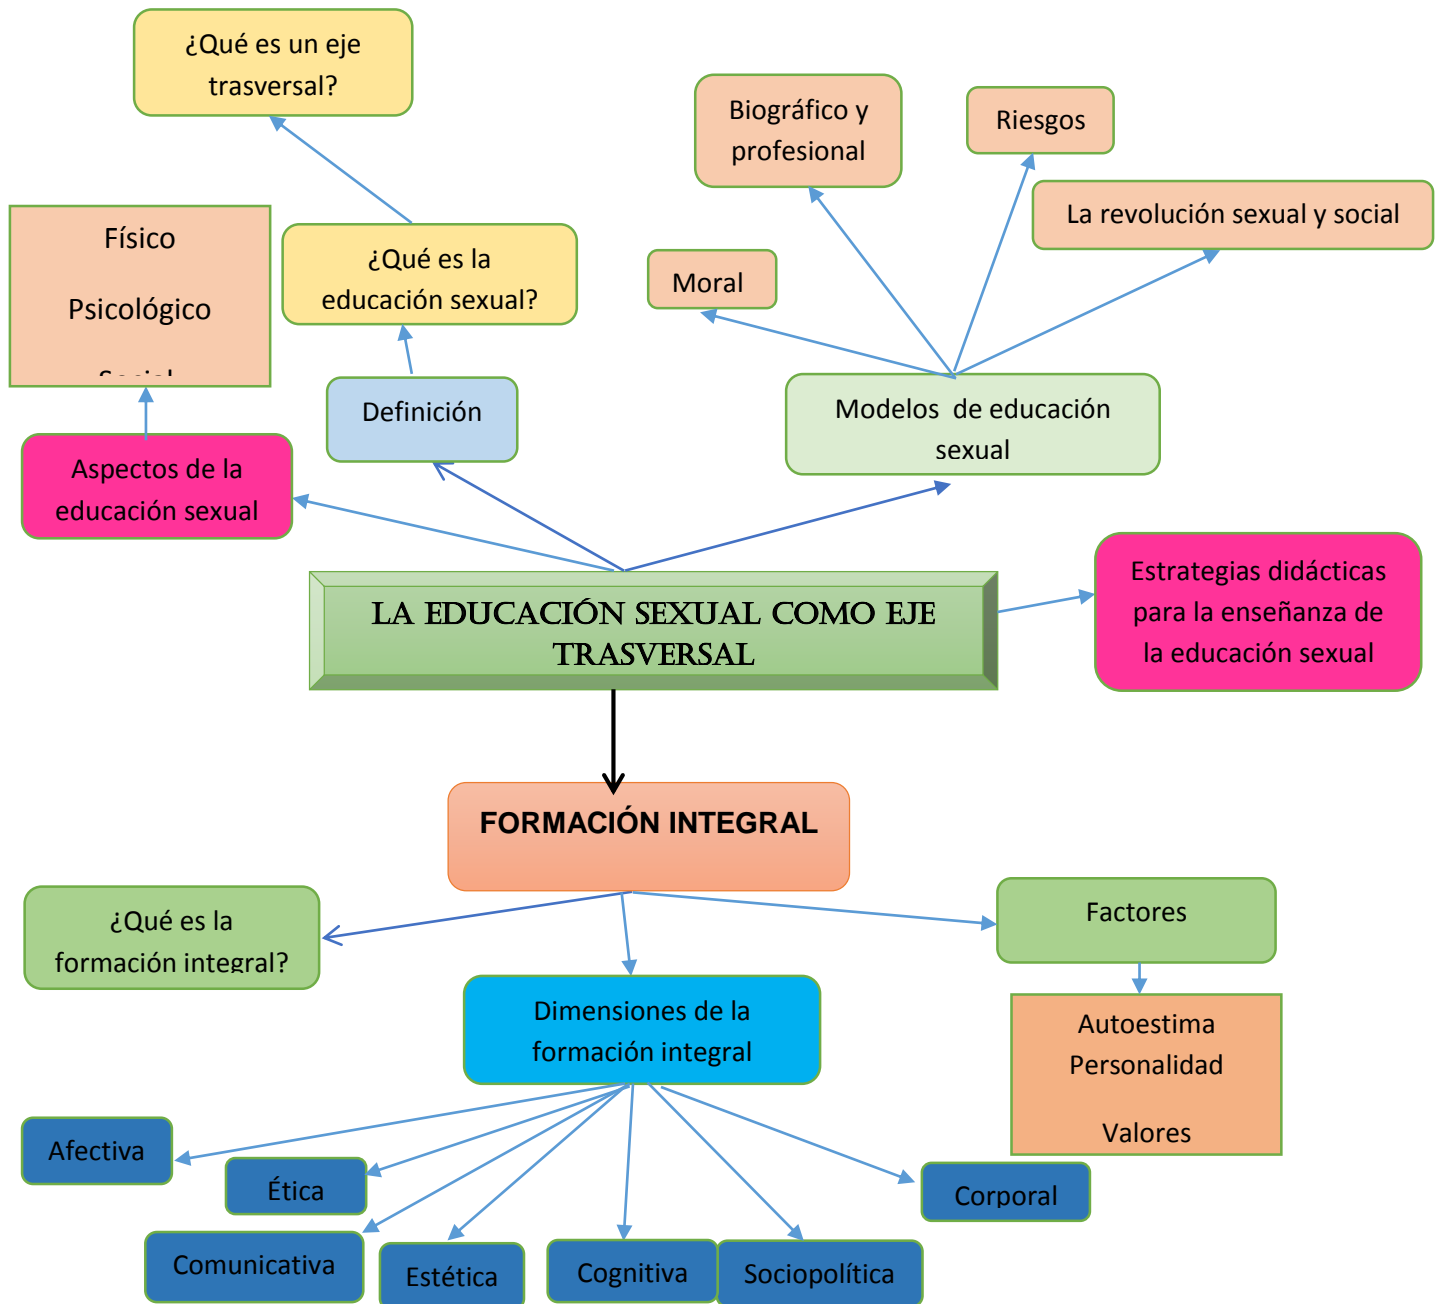 ¿Qué es un eje
trasversal?
Biográfico y
profesional
Riesgos
La revolución sexual y social
Físico
Psicológico
¿Qué es la
educación sexual?
Moral
Definición
Modelos de educación
sexual
Aspectos de la
educación sexual
Estrategias didácticas
para la enseñanza de
la educación sexual
LA EDUCACIÓN SEXUAL COMO EJE
TRASVERSAL
FORMACIÓN INTEGRAL
¿Qué es la
formación integral?
Factores
Dimensiones de la
formación integral
Autoestima
Personalidad
Valores
Afectiva
Ética
Corporal
Comunicativa
Estética
Cognitiva
Sociopolítica